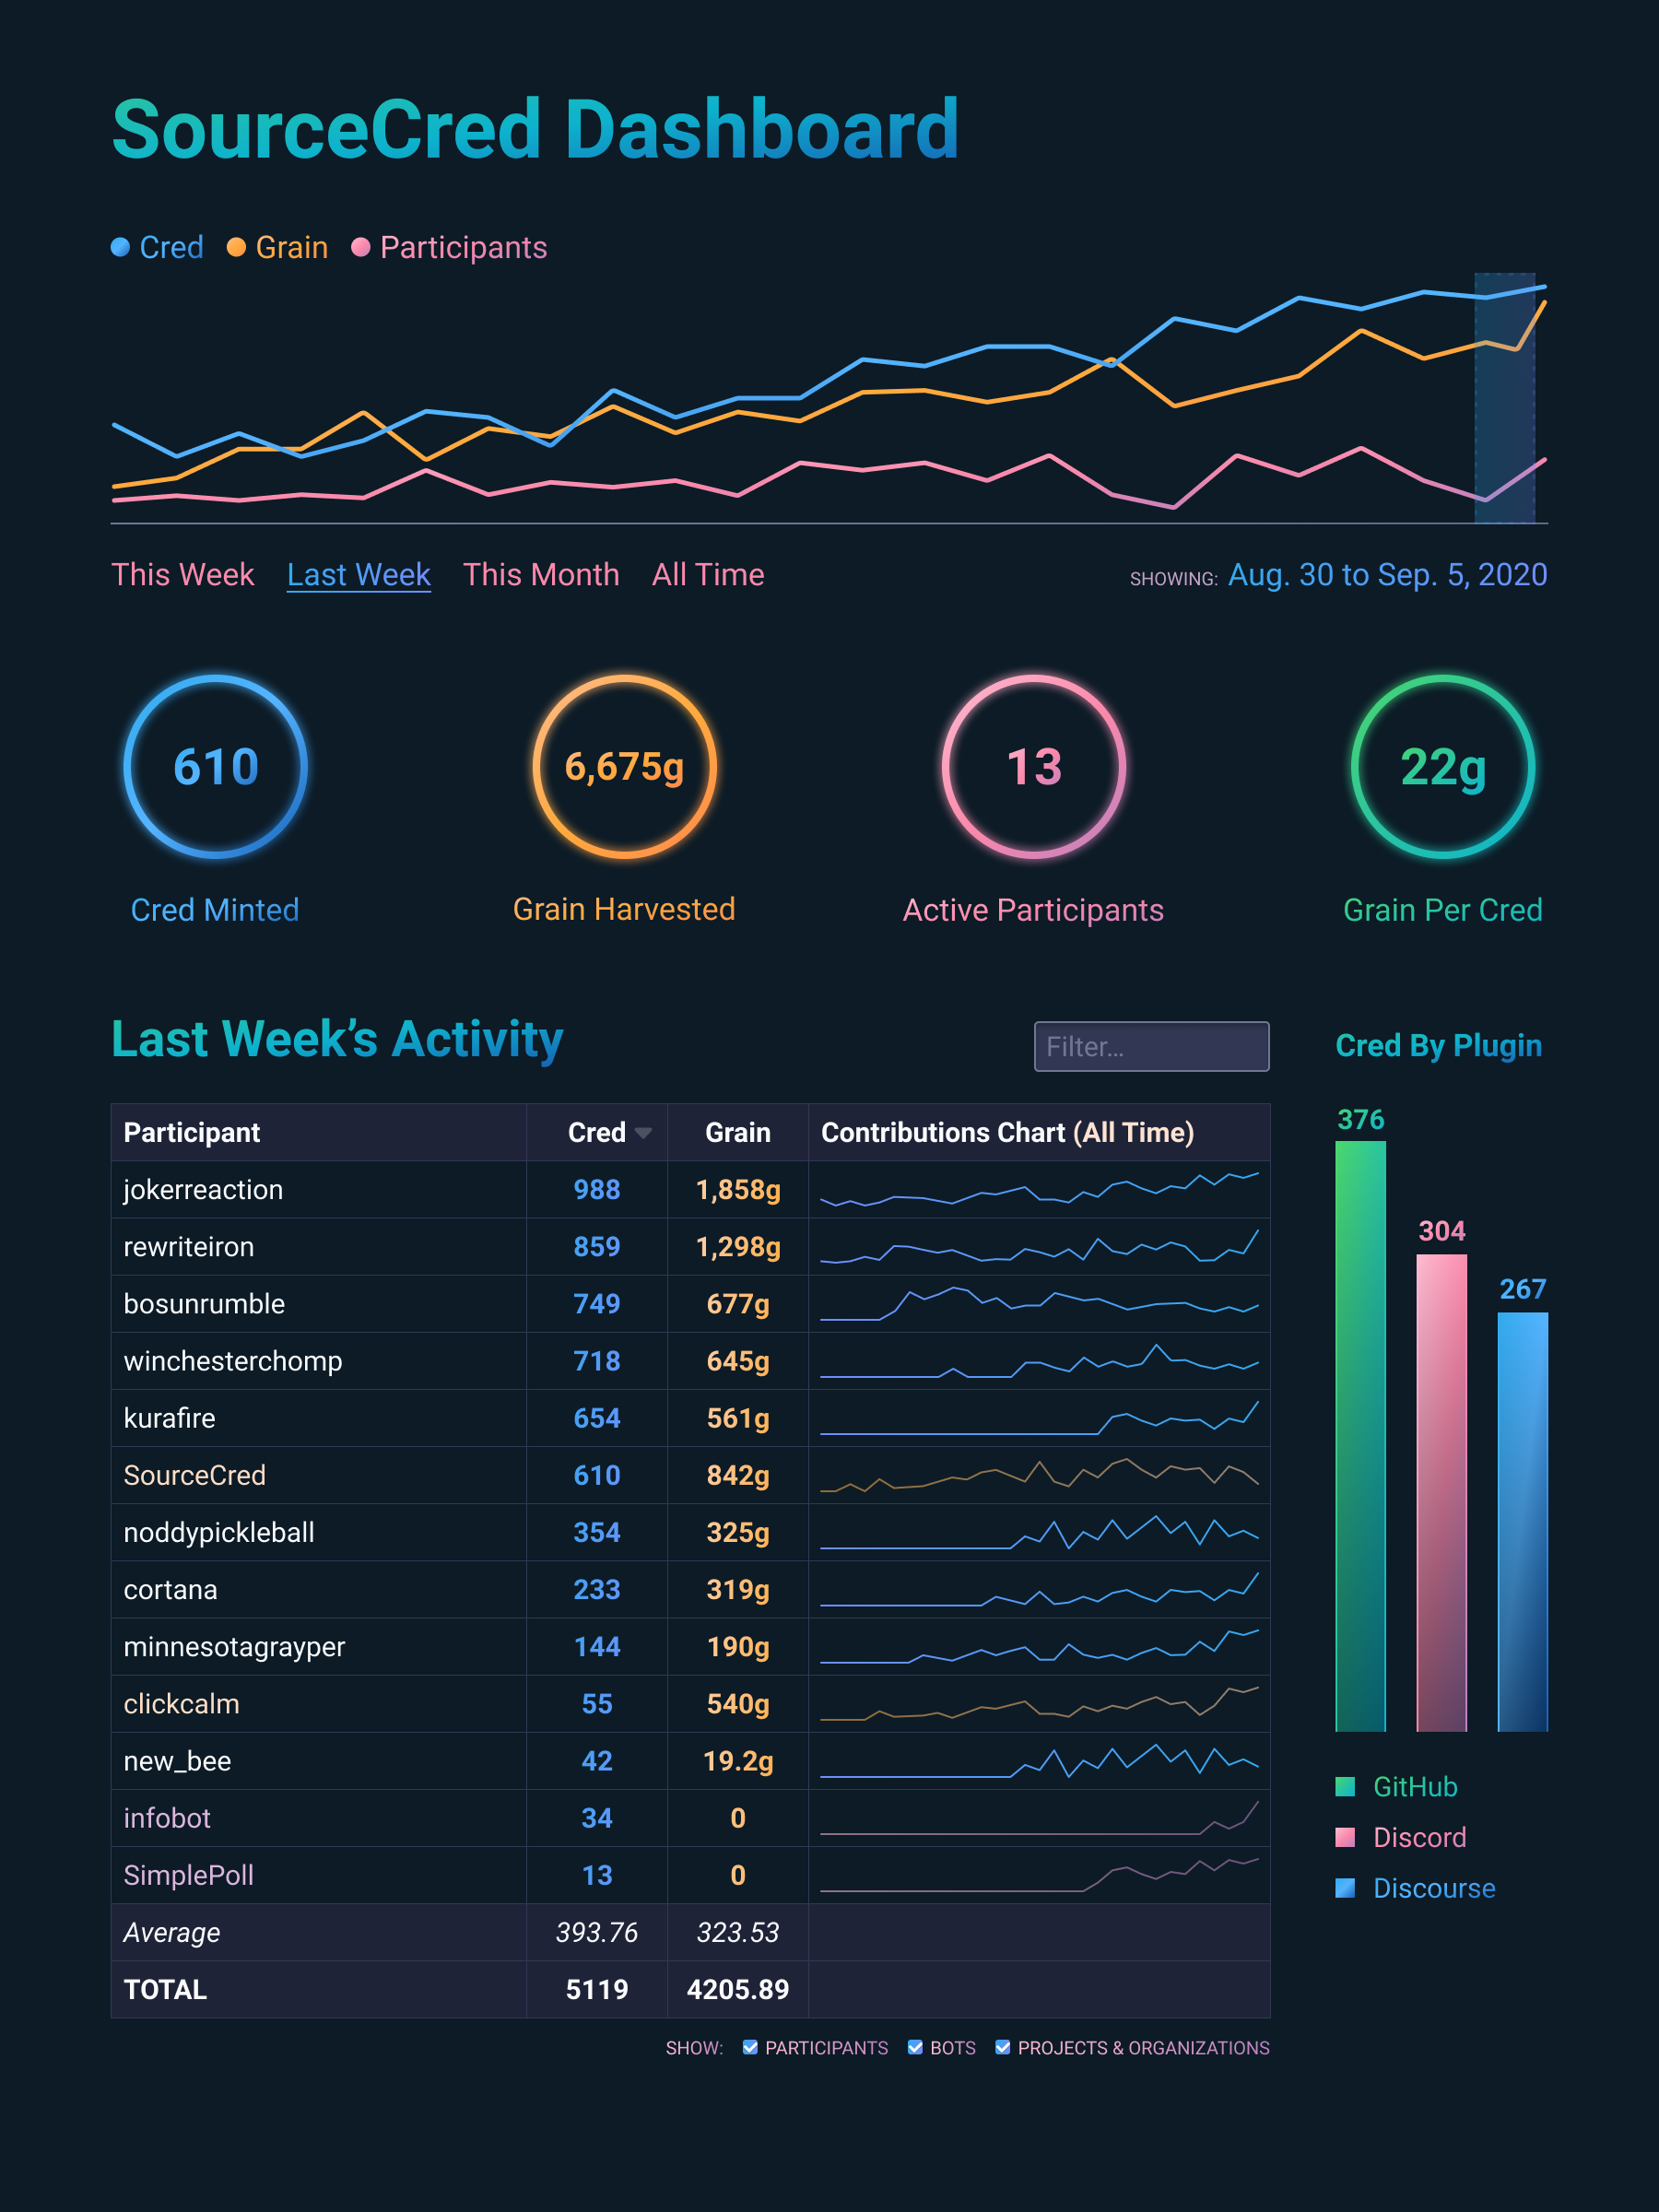 SourceCred Dashboard
Cred Grain Participants
This Week Last Week This Month All Time SHOWING: Aug. 30 to Sep. 5, 2020
610 6,675g 13 22g
Cred Minted Grain Harvested Active Participants Grain Per Cred
Last Week’s Activity Filter... Cred By Plugin
Participant Cred Grain Contributions Chart (All Time)
jokerreaction 988 1,858g
rewriteiron 859 1,298g
bosunrumble 749 677g
winchesterchomp 718 645g
kurafire 654 561g
SourceCred 610 842g
noddypickleball 354 325g
cortana 233 319g
minnesotagrayper 144 190g
clickcalm 55 540g
new_bee 42 19.2g
infobot 34 0
SimplePoll 13 0
Average 393.76 323.53
TOTAL 5119 4205.89
SHOW: PARTICIPANTS BOTS PROJECTS & ORGANIZATIONS
376
304
267
GitHub
Discord
Discourse